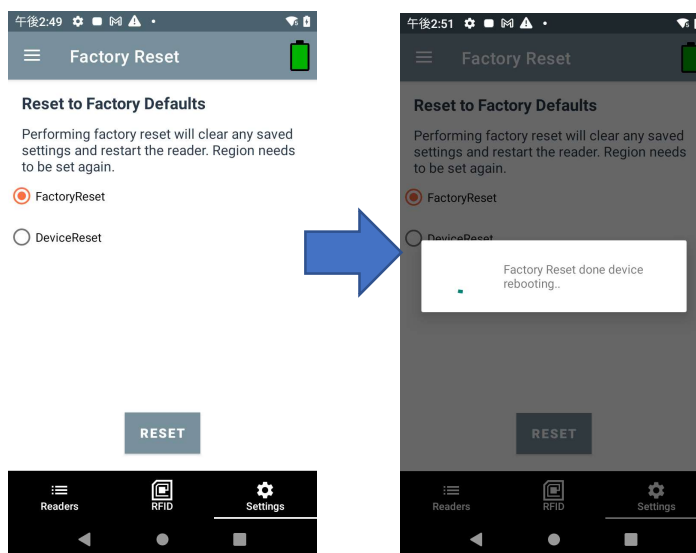 午後2:49
Factory Reset
Reset to Factory Defaults
Performing factory reset will clear any saved
settings and restart the reader. Region needs
to be set again.
FactoryReset
DeviceReset
RESET
Readers
RFID
Settings
午後2:51
Factory Reset
Reset to Factory Defaults
Performing factory reset will clear any saved
settings and restart the reader. Region needs
to be set again.
FactoryReset
DeviceReset
Factory Reset done device
rebooting..
RESET
Readers
RFID
Settings